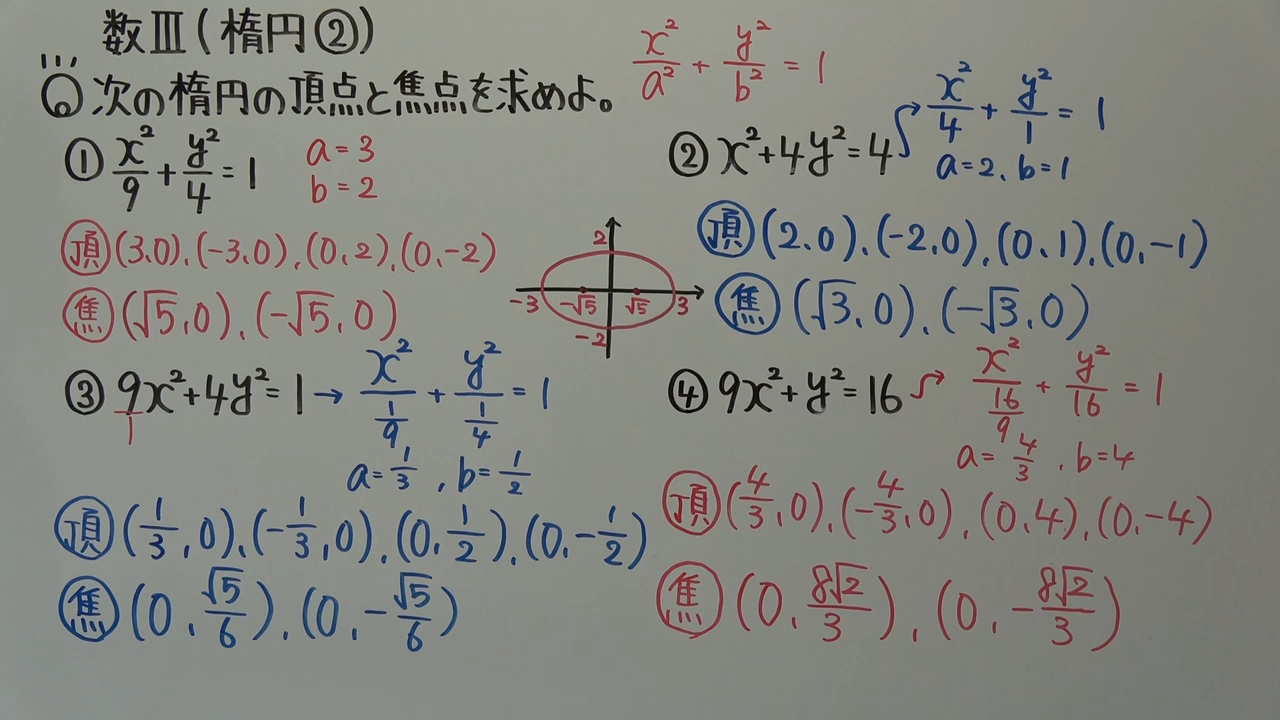 数Ⅲ(楕円②)
Q 次の楕円の頂点と焦点を求めよ。
x²/a² + y²/b² = 1
① x²/9 + y²/4 = 1
a = 3
b = 2
頂 (3.0).(-3.0).(0.2).(0.-2)
焦 (√5.0).(-√5.0)
2
-3 -√5 √5 3
-2
② x²+4y²=4
x²/4 + y²/1 = 1
a=2. b=1
頂 (2.0).(-2.0).(0.1).(0.-1)
焦 (√3.0).(-√3.0)
③ 9x²+4y²=1 → x²/(1/9) + y²/(1/4) = 1
1
a=1/3 , b=1/2
頂 (1/3,0).(-1/3,0).(0,1/2).(0,-1/2)
焦 (0.√5/6).(0.-√5/6)
④ 9x²+y²=16
x²/(16/9) + y²/16 = 1
a=4/3 . b=4
頂 (4/3.0).(-4/3.0).(0.4).(0.-4)
焦 (0.8√2/3).(0.-8√2/3)